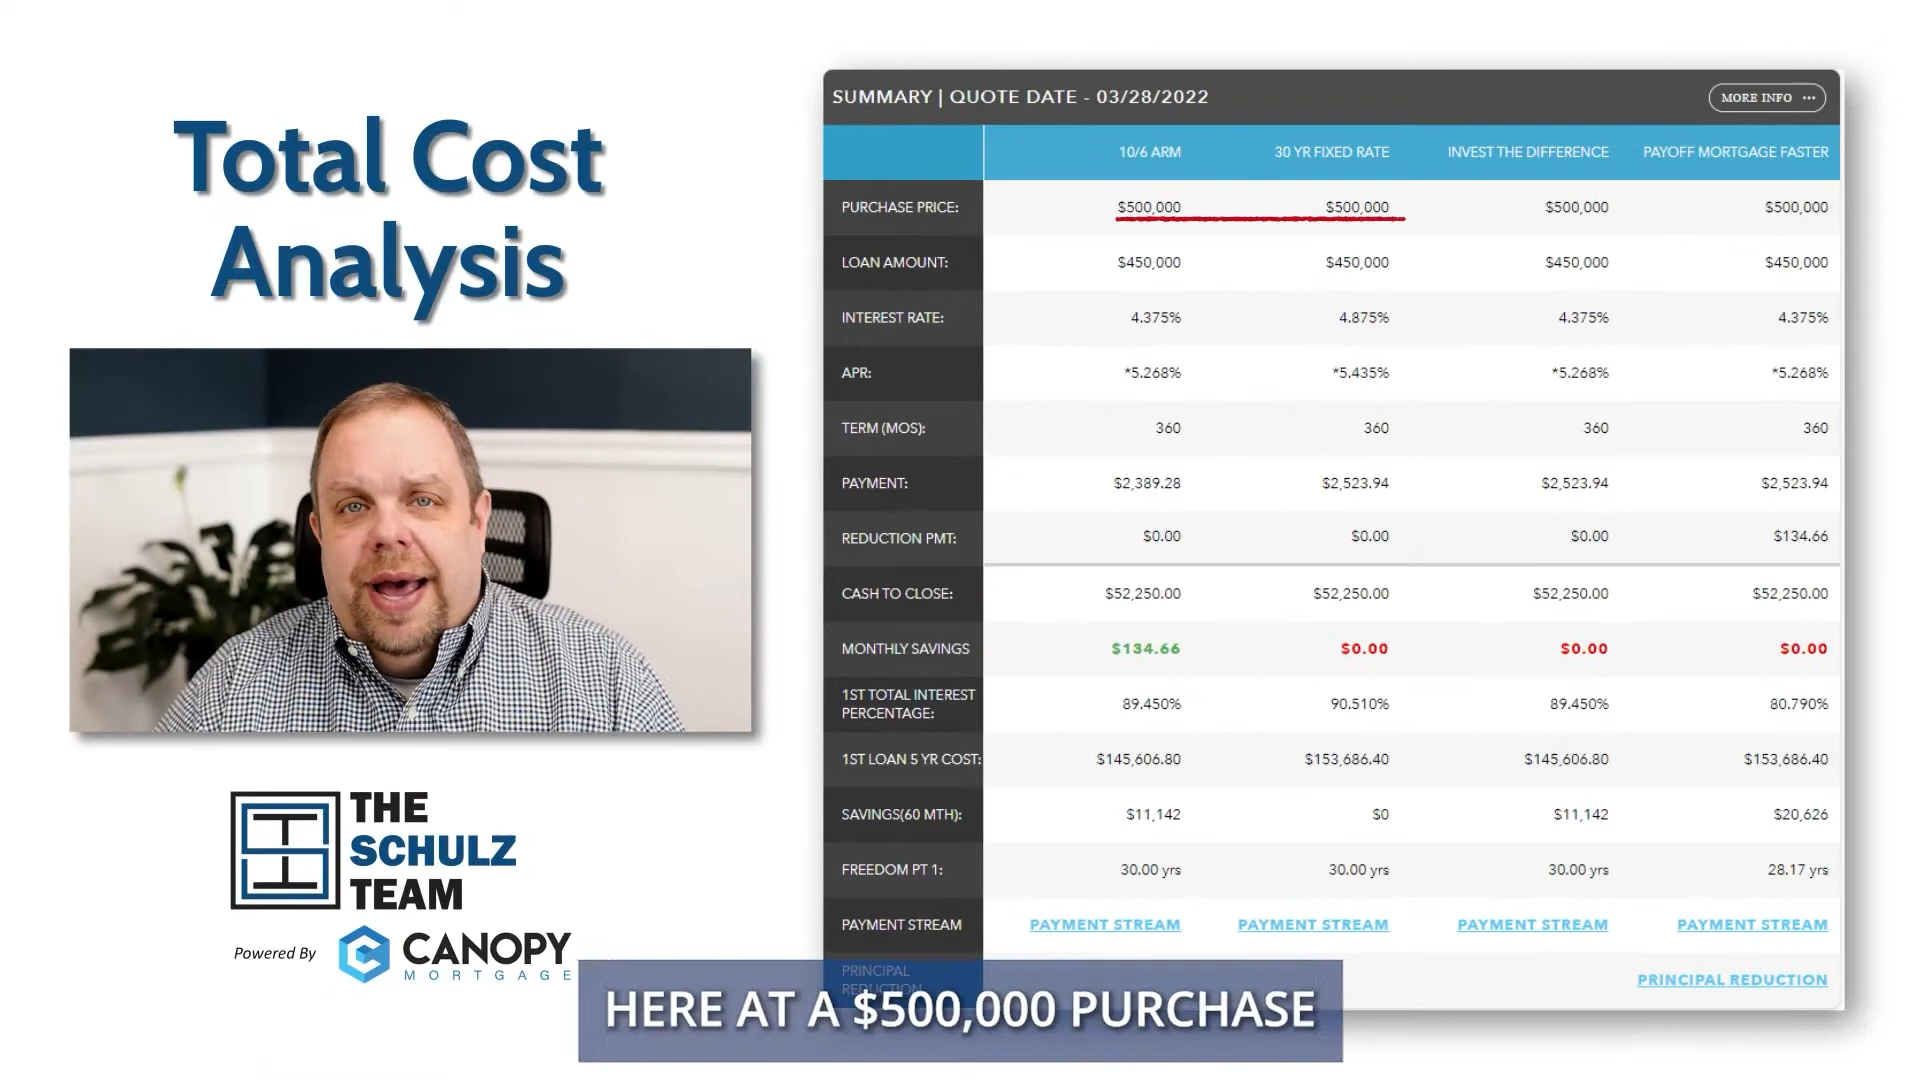 Total Cost
Analysis
THE
SCHULZ
TEAM
Powered By
CANOPY
MORTGAGE
SUMMARY | QUOTE DATE - 03/28/2022
MORE INFO ...
10/6 ARM 30 YR FIXED RATE INVEST THE DIFFERENCE PAYOFF MORTGAGE FASTER
PURCHASE PRICE: $500,000 $500,000 $500,000 $500,000
LOAN AMOUNT: $450,000 $450,000 $450,000 $450,000
INTEREST RATE: 4.375% 4.875% 4.375% 4.375%
APR: *5.268% *5.435% *5.268% *5.268%
TERM (MOS): 360 360 360 360
PAYMENT: $2,389.28 $2,523.94 $2,523.94 $2,523.94
REDUCTION PMT: $0.00 $0.00 $0.00 $134.66
CASH TO CLOSE: $52,250.00 $52,250.00 $52,250.00 $52,250.00
MONTHLY SAVINGS $134.66 $0.00 $0.00 $0.00
1ST TOTAL INTEREST
PERCENTAGE: 89.450% 90.510% 89.450% 80.790%
1ST LOAN 5 YR COST: $145,606.80 $153,686.40 $145,606.80 $153,686.40
SAVINGS(60 MTH): $11,142 $0 $11,142 $20,626
FREEDOM PT 1: 30.00 yrs 30.00 yrs 30.00 yrs 28.17 yrs
PAYMENT STREAM PAYMENT STREAM PAYMENT STREAM PAYMENT STREAM PAYMENT STREAM
PRINCIPAL
REDUCTION PRINCIPAL REDUCTION
HERE AT A $500,000 PURCHASE